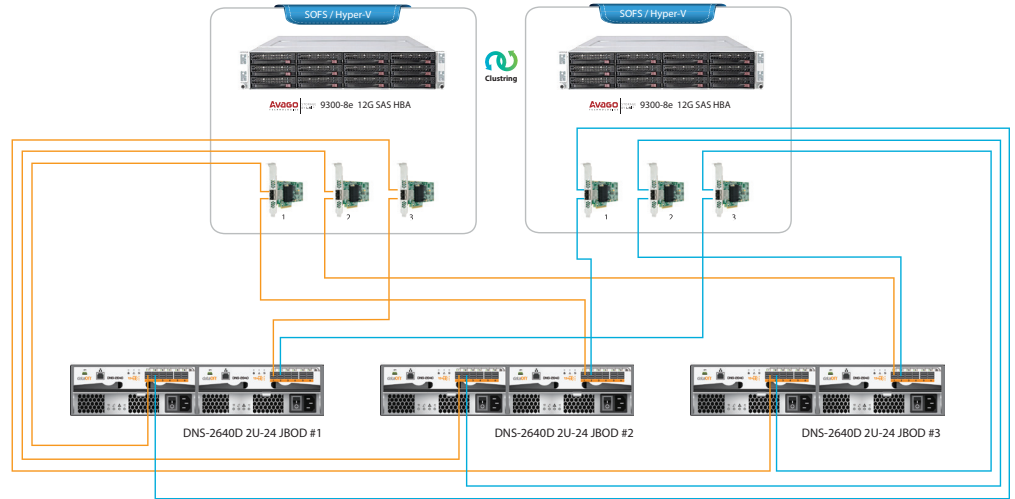 SOFS / Hyper-V
SOFS / Hyper-V
Clustring
Avago 9300-8e 12G SAS HBA
Avago 9300-8e 12G SAS HBA
1
2
3
1
2
3
DNS-2640D 2U-24 JBOD #1
DNS-2640D 2U-24 JBOD #2
DNS-2640D 2U-24 JBOD #3